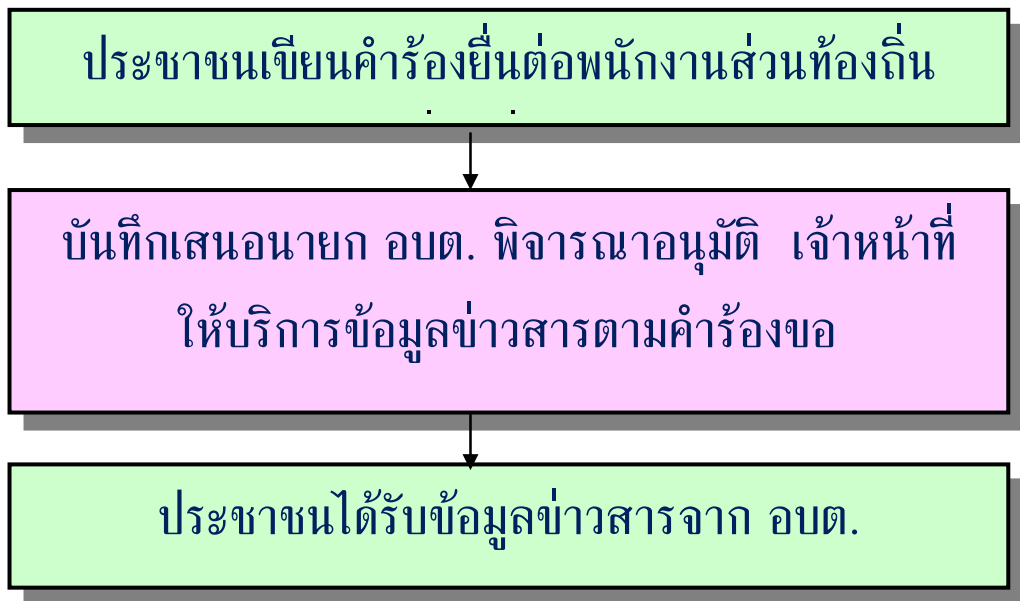 ประชาชนเขียนคำร้องยื่นต่อพนักงานส่วนท้องถิ่น
บันทึกเสนอนายก อบต. พิจารณาอนุมัติ เจ้าหน้าที่
ให้บริการข้อมูลข่าวสารตามคำร้องขอ
ประชาชนได้รับข้อมูลข่าวสารจาก อบต.